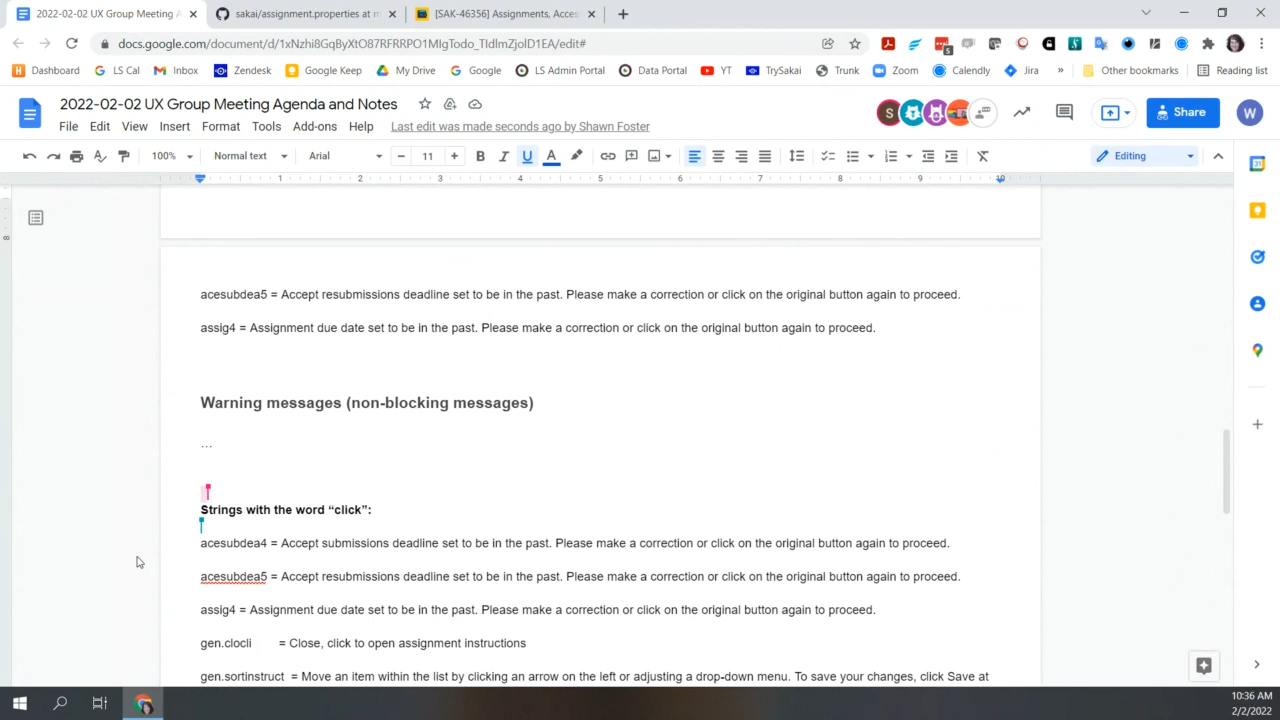 2022-02-02 UX Group Meeting A
sakai/assignment.properties at m
[SAK-46356] Assignments, Acces
docs.google.com/document/d/1xNzhi8GqByXtO87RFRRPO1MIgTodo_TIdlmZjolD1EA/edit#
Dashboard
LS Cal
Inbox
Zendesk
Google Keep
My Drive
Google
LS Admin Portal
Data Portal
YT
TrySakai
Trunk
Zoom
Calendly
Jira
»
Other bookmarks
Reading list
2022-02-02 UX Group Meeting Agenda and Notes
S
Share
W
File
Edit
View
Insert
Format
Tools
Add-ons
Help
Last edit was made seconds ago by Shawn Foster
100%
Normal text
Arial
11
B
I
U
A
Editing
1 2 3 4 5 6 7 8 9 10
acesubdea5 = Accept resubmissions deadline set to be in the past. Please make a correction or click on the original button again to proceed.
assig4 = Assignment due date set to be in the past. Please make a correction or click on the original button again to proceed.
Warning messages (non-blocking messages)
…
Strings with the word “click”:
acesubdea4 = Accept submissions deadline set to be in the past. Please make a correction or click on the original button again to proceed.
acesubdea5 = Accept resubmissions deadline set to be in the past. Please make a correction or click on the original button again to proceed.
assig4 = Assignment due date set to be in the past. Please make a correction or click on the original button again to proceed.
gen.clocli = Close, click to open assignment instructions
gen.sortinstruct = Move an item within the list by clicking an arrow on the left or adjusting a drop-down menu. To save your changes, click Save at
10:36 AM
2/2/2022